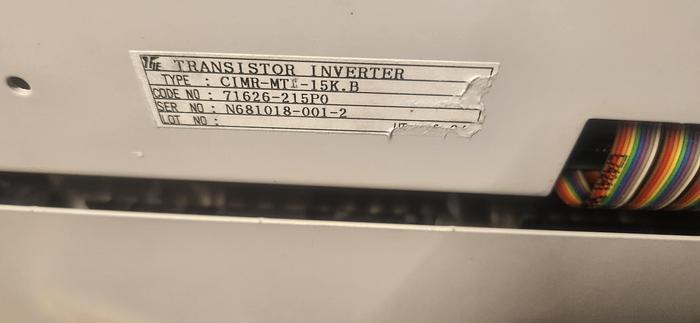 TRANSISTOR INVERTER
TYPE : CIMR-MTⅡ-15K.B
CODE NO : 71626-215P0
SER NO : N681018-001-2
LOT NO :